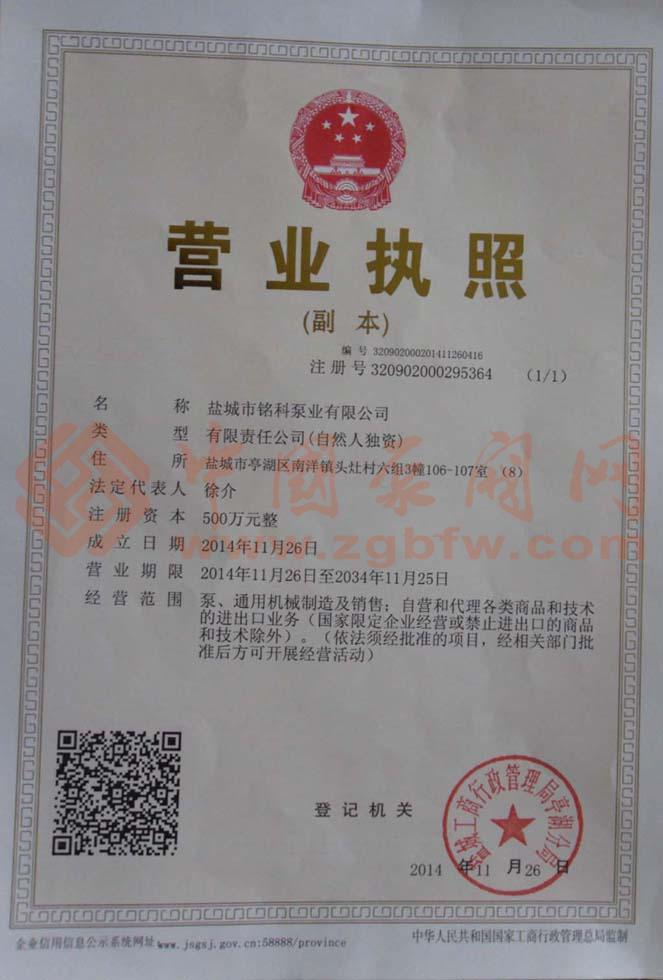 营业执照
(副 本)
编 号 320902000201411260416
注 册 号 320902000295364 (1/1)
名 称 盐城市铭科泵业有限公司
类 型 有限责任公司(自然人独资)
住 所 盐城市亭湖区南洋镇头灶村六组3幢106-107室 (8)
法定代表人 徐介
注 册 资 本 500万元整
成 立 日 期 2014年11月26日
营 业 期 限 2014年11月26日至2034年11月25日
经 营 范 围 泵、通用机械制造及销售；自营和代理各类商品和技术
的进出口业务（国家限定企业经营或禁止进出口的商品
和技术除外）。（依法须经批准的项目，经相关部门批
准后方可开展经营活动）
中国泵阀网
www.zgbfw.com
登 记 机 关
盐城工商行政管理局亭湖分局
2014 年 11 月 26 日
企业信用信息公示系统网址 www.jsgsj.gov.cn:58888/province
中华人民共和国国家工商行政管理总局监制